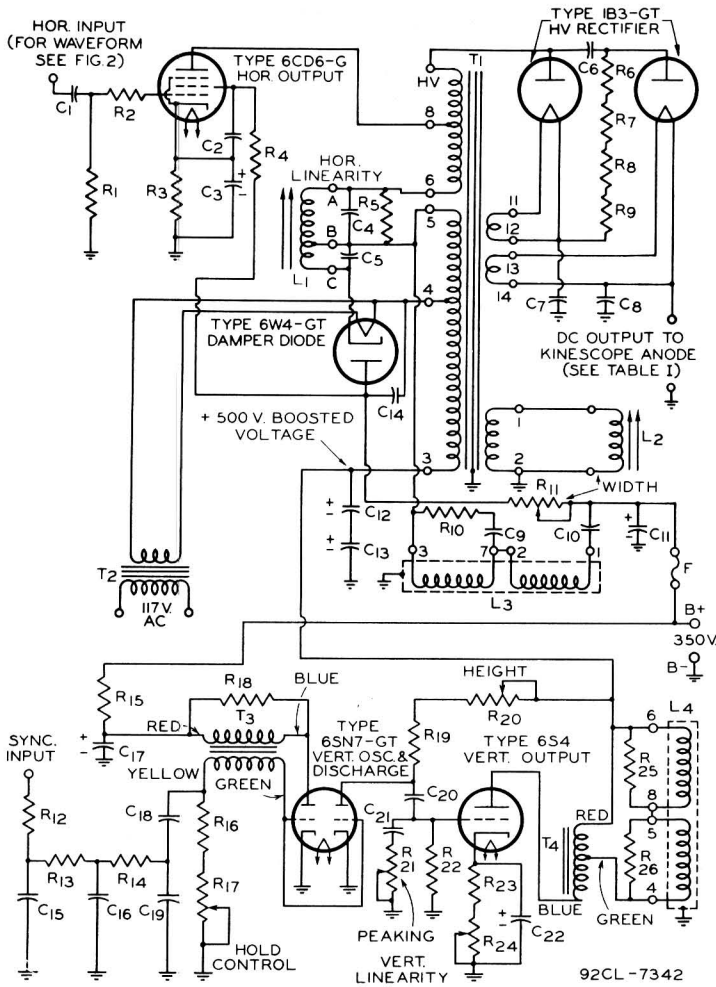 HOR. INPUT
(FOR WAVEFORM
SEE FIG. 2)
TYPE 6CD6-G
HOR. OUTPUT
TYPE 1B3-GT
HV RECTIFIER
C1
R2
R1
R3
C2
C3
R4
HV
8
T1
C6
R6
R7
R8
R9
HOR.
LINEARITY
A
B
C
L1
C4
R5
C5
6
5
4
11
12
13
14
C7
C8
TYPE 6W4-GT
DAMPER DIODE
C14
DC OUTPUT TO
KINESCOPE ANODE
(SEE TABLE I)
+ 500 V. BOOSTED
VOLTAGE
3
1
2
L2
R11
WIDTH
+
-
C12
+
-
C13
R10
C9
C10
+
-
C11
3
7
2
1
L3
F
T2
117 V.
AC
B+
350 V.
B-
R15
R18
BLUE
T3
RED
+
-
C17
YELLOW
GREEN
TYPE
6SN7-GT
VERT. OSC. &
DISCHARGE
HEIGHT
R20
R19
TYPE 6S4
VERT. OUTPUT
L4
6
R
25
8
5
R
26
4
SYNC.
INPUT
R12
C18
R16
R13
R14
R17
C15
C16
C19
HOLD
CONTROL
C20
C21
R
21
R
22
PEAKING
VERT.
LINEARITY
R23
R24
+
-
C22
T4
RED
BLUE
GREEN
92CL-7342